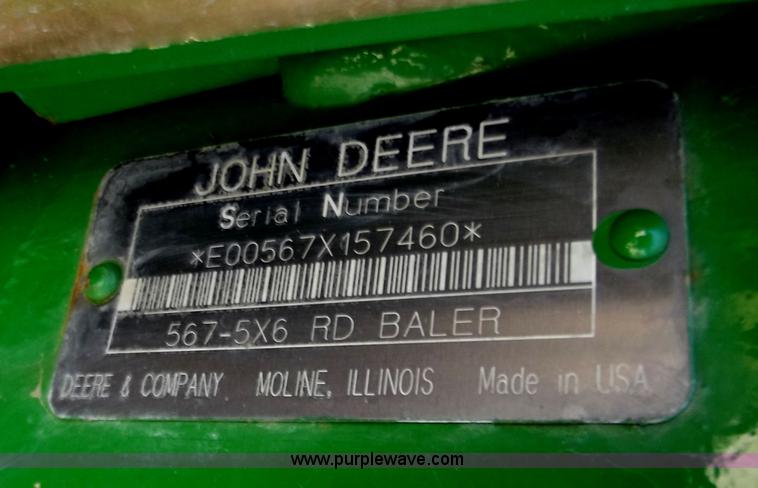 JOHN DEERE
Serial Number
*E00567X157460*
567-5X6 RD BALER
DEERE & COMPANY MOLINE, ILLINOIS Made in USA
www.purplewave.com